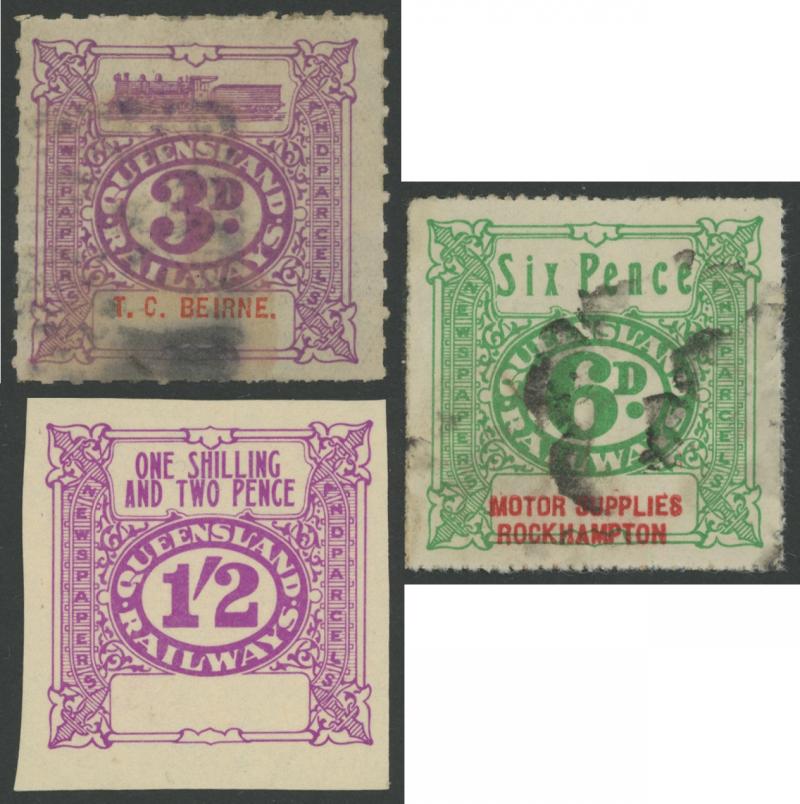 NEWSPAPERS
AND PARCELS
QUEENSLAND
3D.
RAILWAYS
T. C. BEIRNE.
Six Pence
NEWSPAPERS
AND PARCELS
QUEENSLAND
6D.
RAILWAYS
MOTOR SUPPLIES
ROCKHAMPTON
ONE SHILLING
AND TWO PENCE
NEWSPAPERS
AND PARCELS
QUEENSLAND
1'/2
RAILWAYS